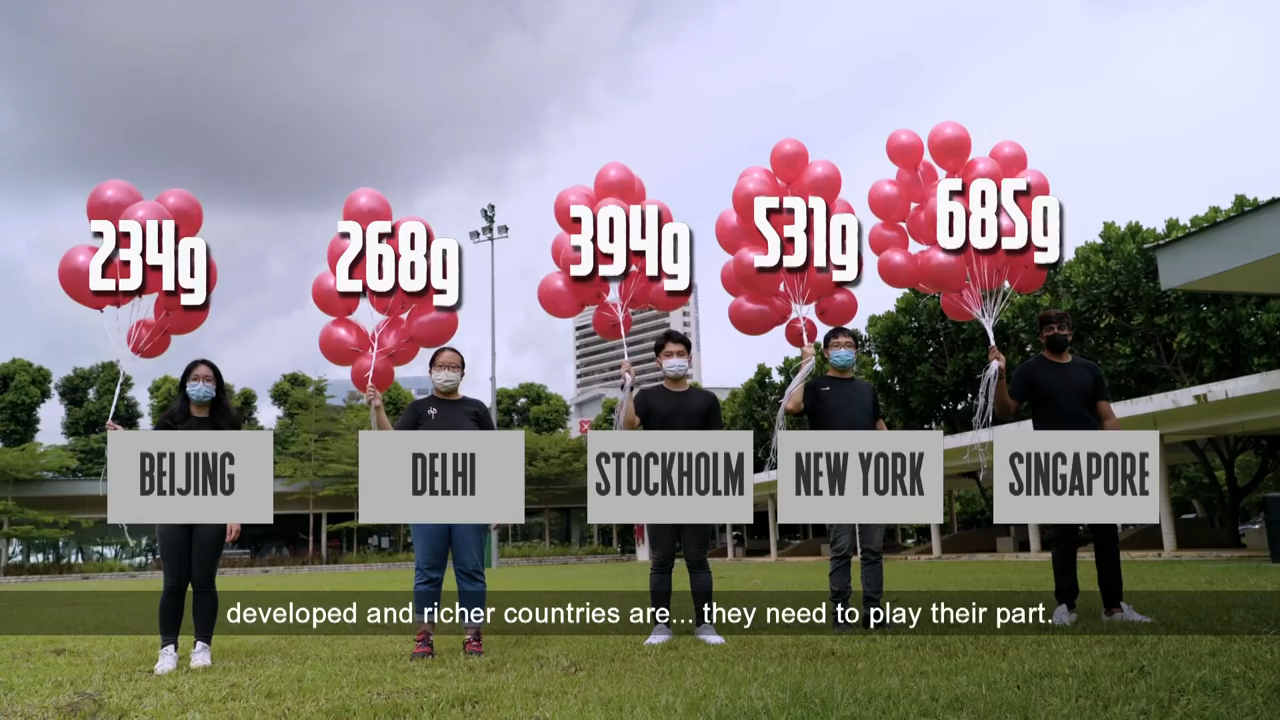 234g
268g
394g
531g
685g
BEIJING
DELHI
STOCKHOLM
NEW YORK
SINGAPORE
developed and richer countries are... they need to play their part.